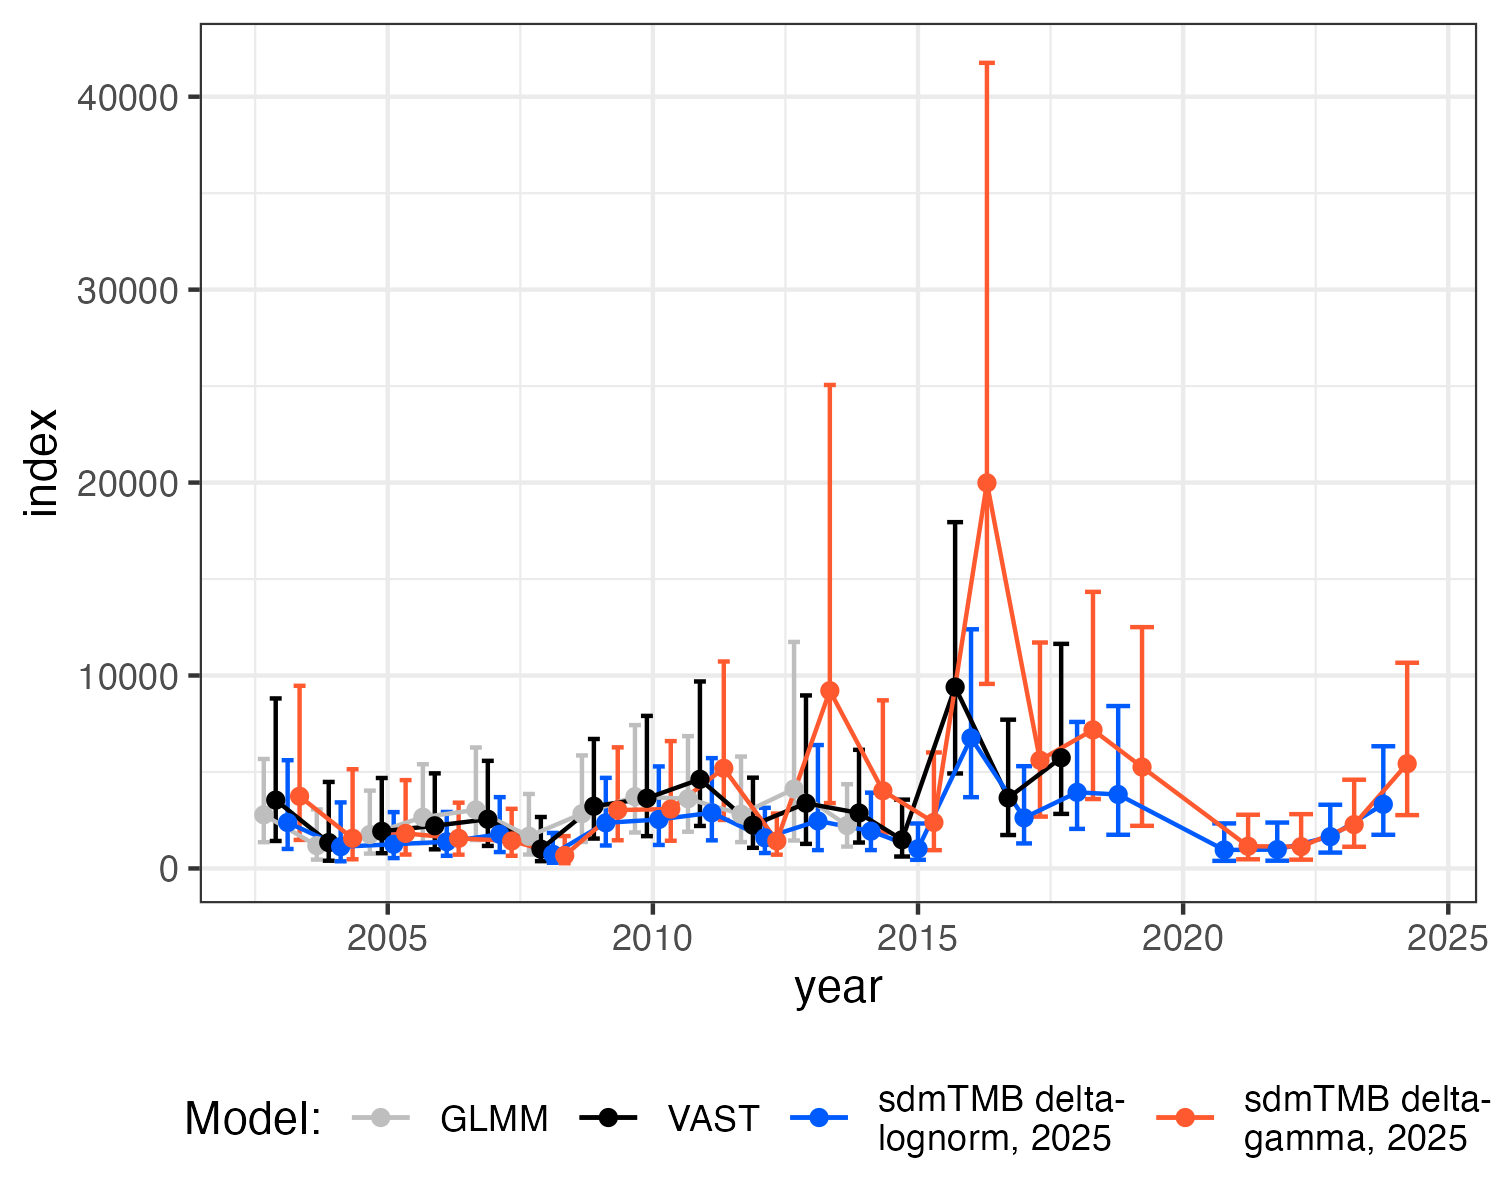 40000
30000
20000
10000
0
index
2005
2010
2015
2020
2025
year
Model:
GLMM
VAST
sdmTMB delta-
lognorm, 2025
sdmTMB delta-
gamma, 2025